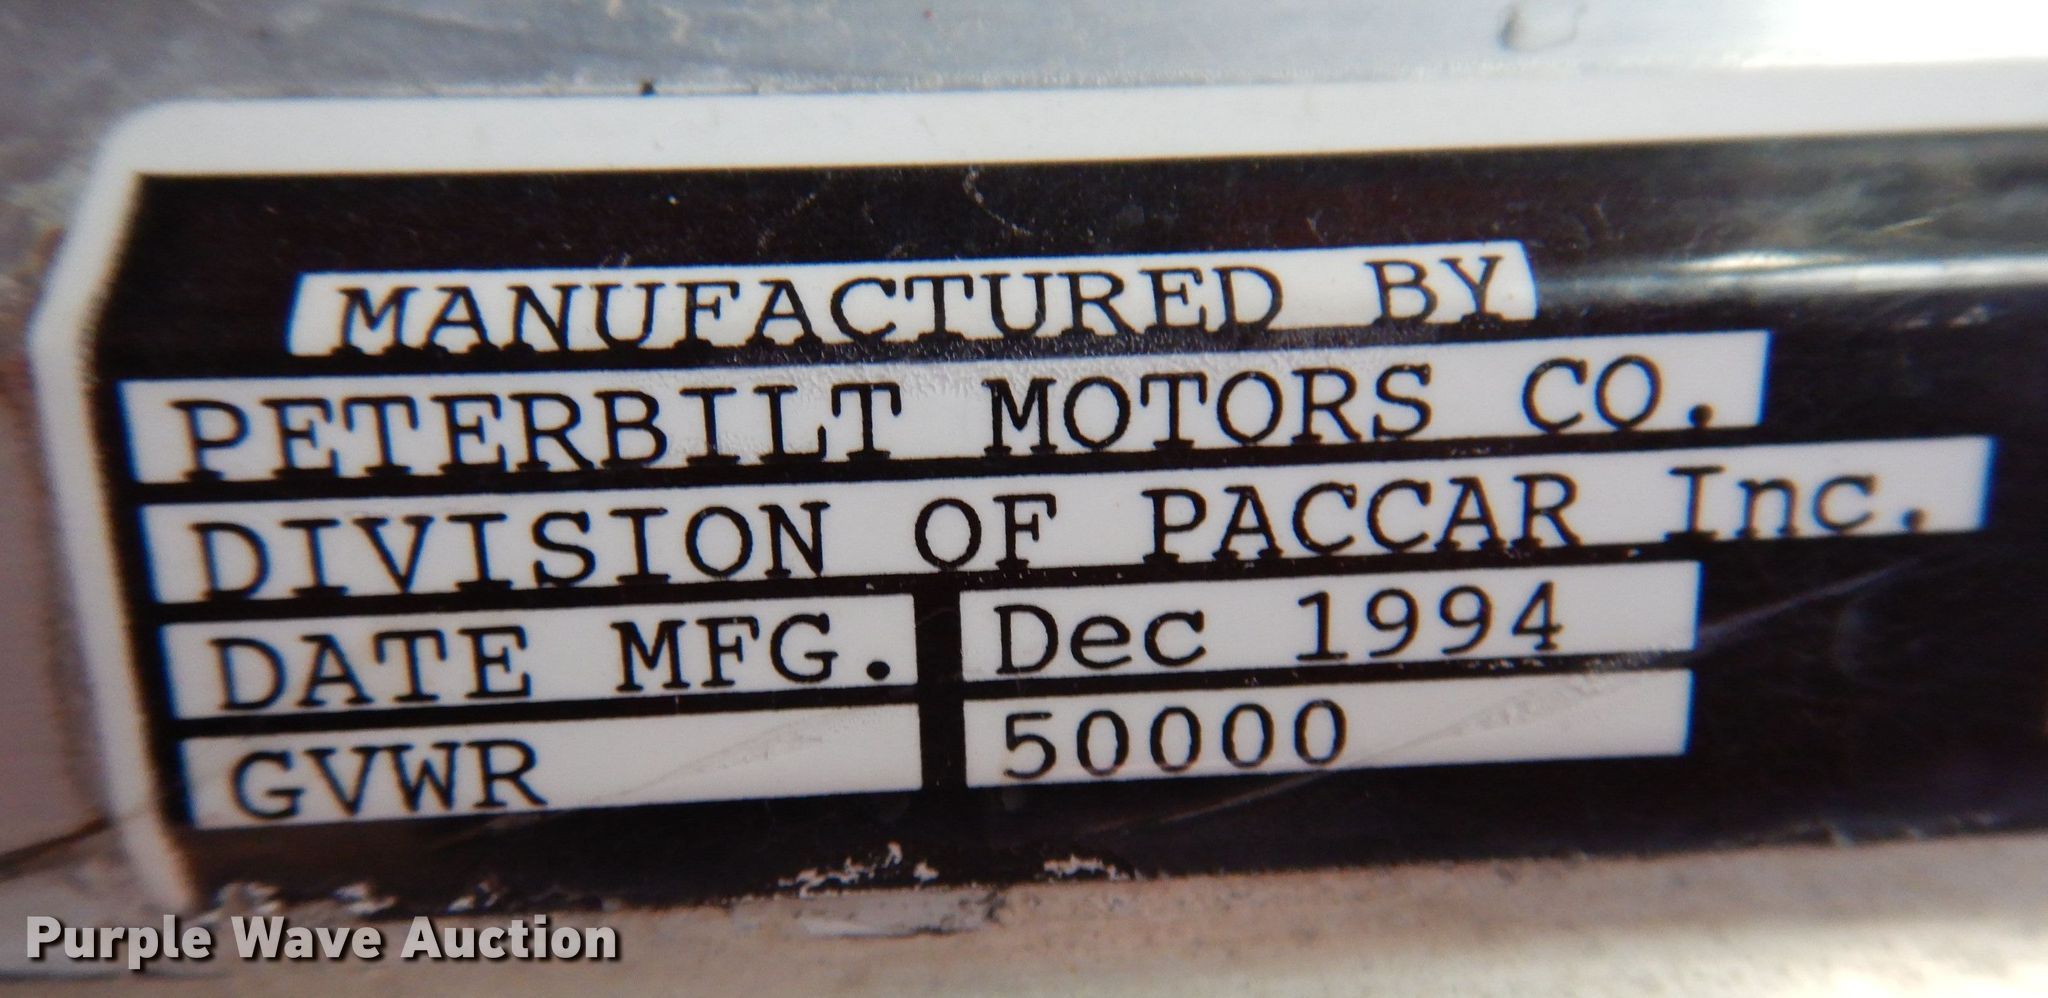 MANUFACTURED BY
PETERBILT MOTORS CO.
DIVISION OF PACCAR Inc.
DATE MFG. Dec 1994
GVWR 50000
Purple Wave Auction